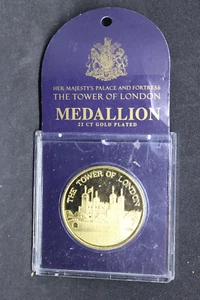 HER MAJESTY'S PALACE AND FORTRESS
THE TOWER OF LONDON
MEDALLION
22 CT GOLD PLATED
THE TOWER OF LONDON